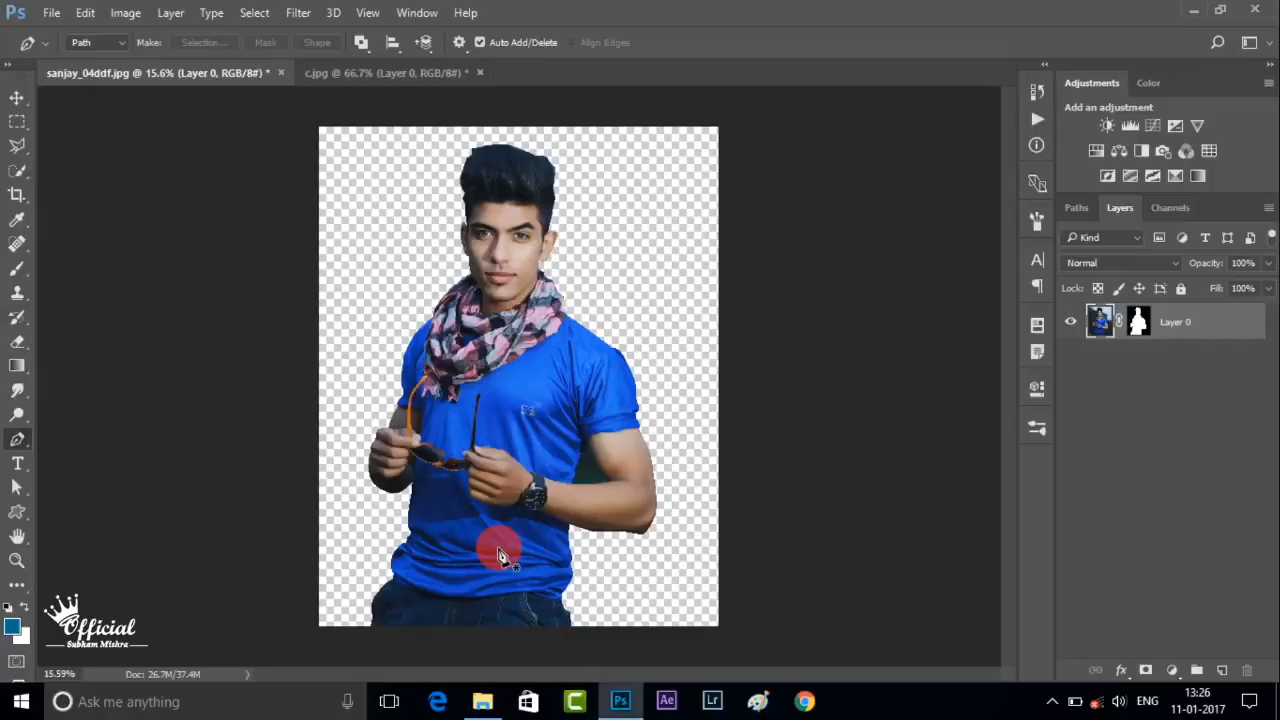 Ps File Edit Image Layer Type Select Filter 3D View Window Help
Path Make: Selection... Mask Shape Auto Add/Delete Align Edges
sanjay_04ddf.jpg @ 15.6% (Layer 0, RGB/8#) * × c.jpg @ 66.7% (Layer 0, RGB/8#) * ×
Adjustments Color
Add an adjustment
Paths Layers Channels
Kind
Normal Opacity: 100%
Lock: Fill: 100%
Layer 0
Official
Subham Mishra
15.59% Doc: 26.7M/37.4M
Ask me anything
Ps Ae Lr
ENG
13:26
11-01-2017